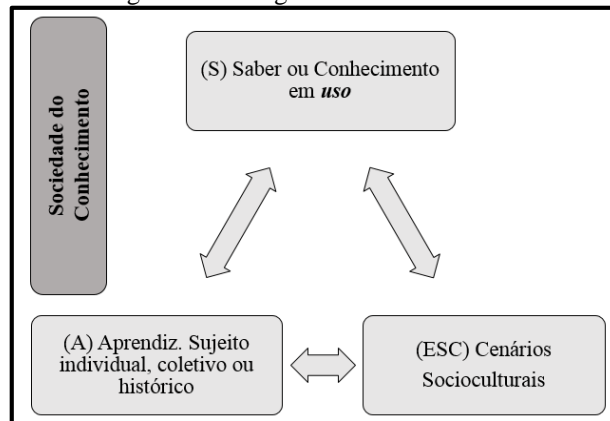 Sociedade do
Conhecimento
(S) Saber ou Conhecimento
em uso
(A) Aprendiz. Sujeito
individual, coletivo ou
histórico
(ESC) Cenários
Socioculturais